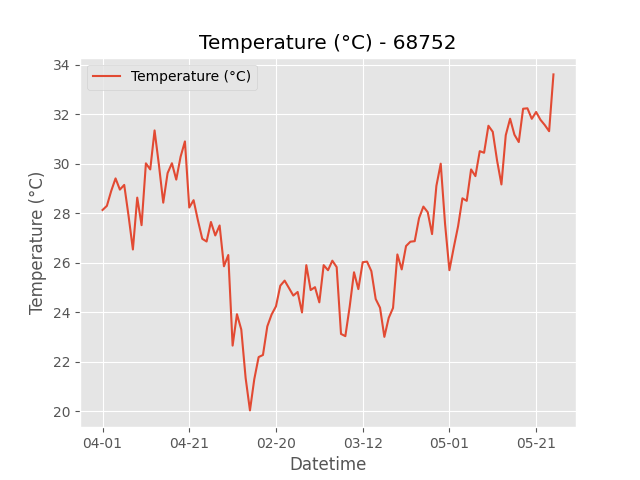 Temperature (°C) - 68752
Temperature (°C)
34
32
30
28
26
24
22
20
Temperature (°C)
04-01 04-21 02-20 03-12 05-01 05-21
Datetime